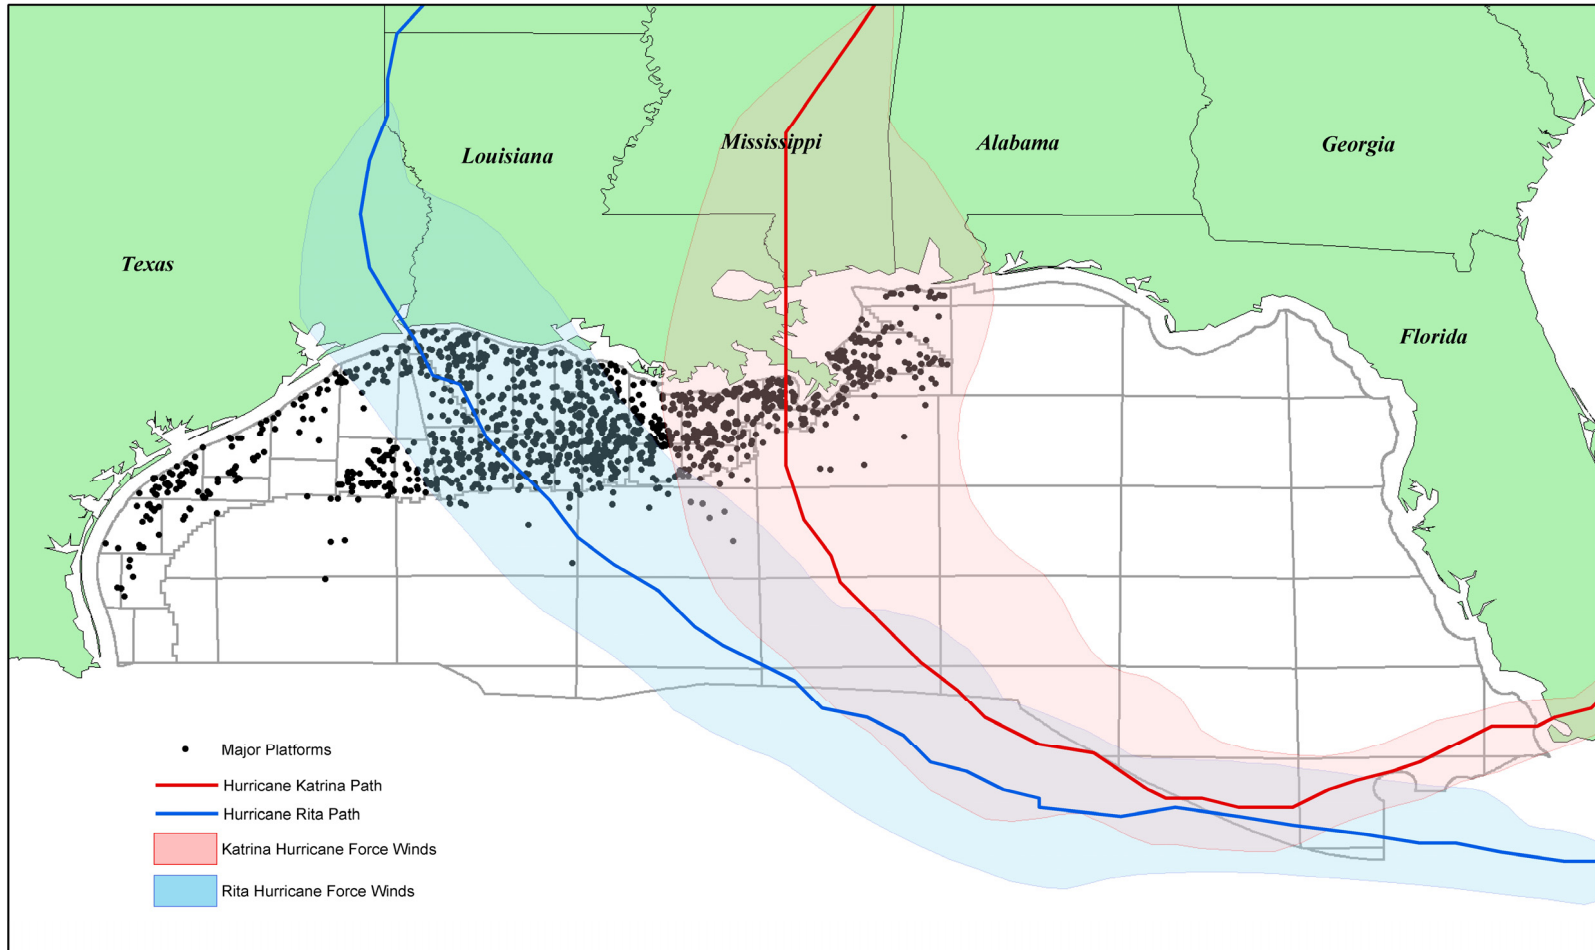 Louisiana
Mississippi
Alabama
Georgia
Texas
Florida
Major Platforms
Hurricane Katrina Path
Hurricane Rita Path
Katrina Hurricane Force Winds
Rita Hurricane Force Winds